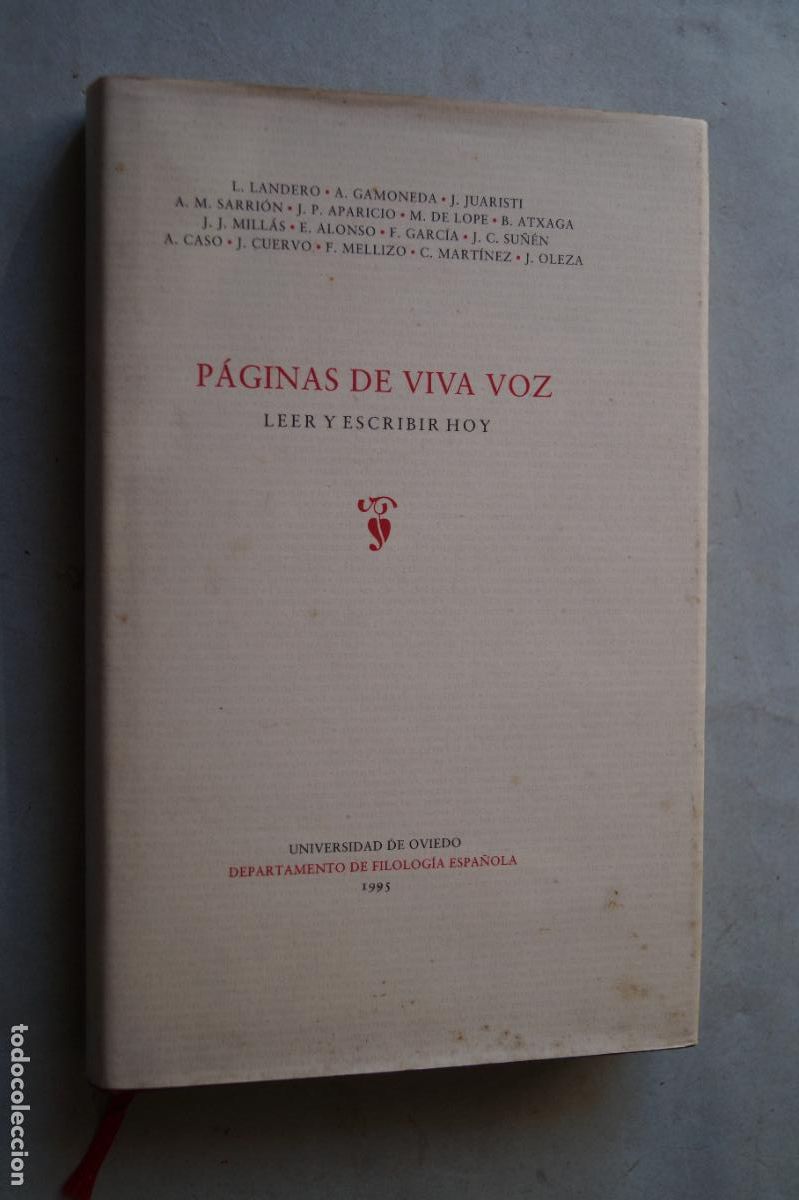 L. LANDERO • A. GAMONEDA • J. JUARISTI
A. M. SARRIÓN • J. P. APARICIO • M. DE LOPE • B. ATXAGA
J. J. MILLÁS • E. ALONSO • F. GARCÍA • J. C. SUÑÉN
A. CASO • J. CUERVO • F. MELLIZO • C. MARTÍNEZ • J. OLEZA
PÁGINAS DE VIVA VOZ
LEER Y ESCRIBIR HOY
UNIVERSIDAD DE OVIEDO
DEPARTAMENTO DE FILOLOGÍA ESPAÑOLA
1995
todocoleccion